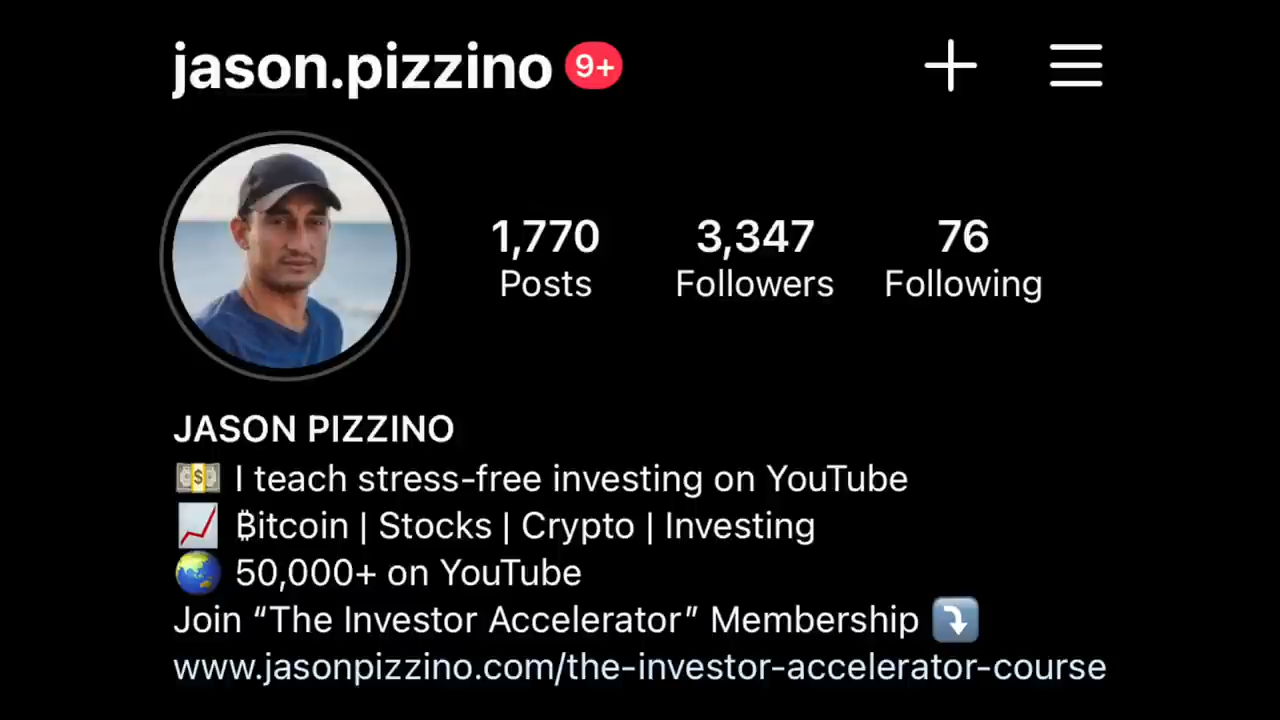 jason.pizzino 9+
1,770 3,347 76
Posts Followers Following
JASON PIZZINO
💵 I teach stress-free investing on YouTube
📈 ₿itcoin | Stocks | Crypto | Investing
🌏 50,000+ on YouTube
Join “The Investor Accelerator” Membership ⤵️
www.jasonpizzino.com/the-investor-accelerator-course